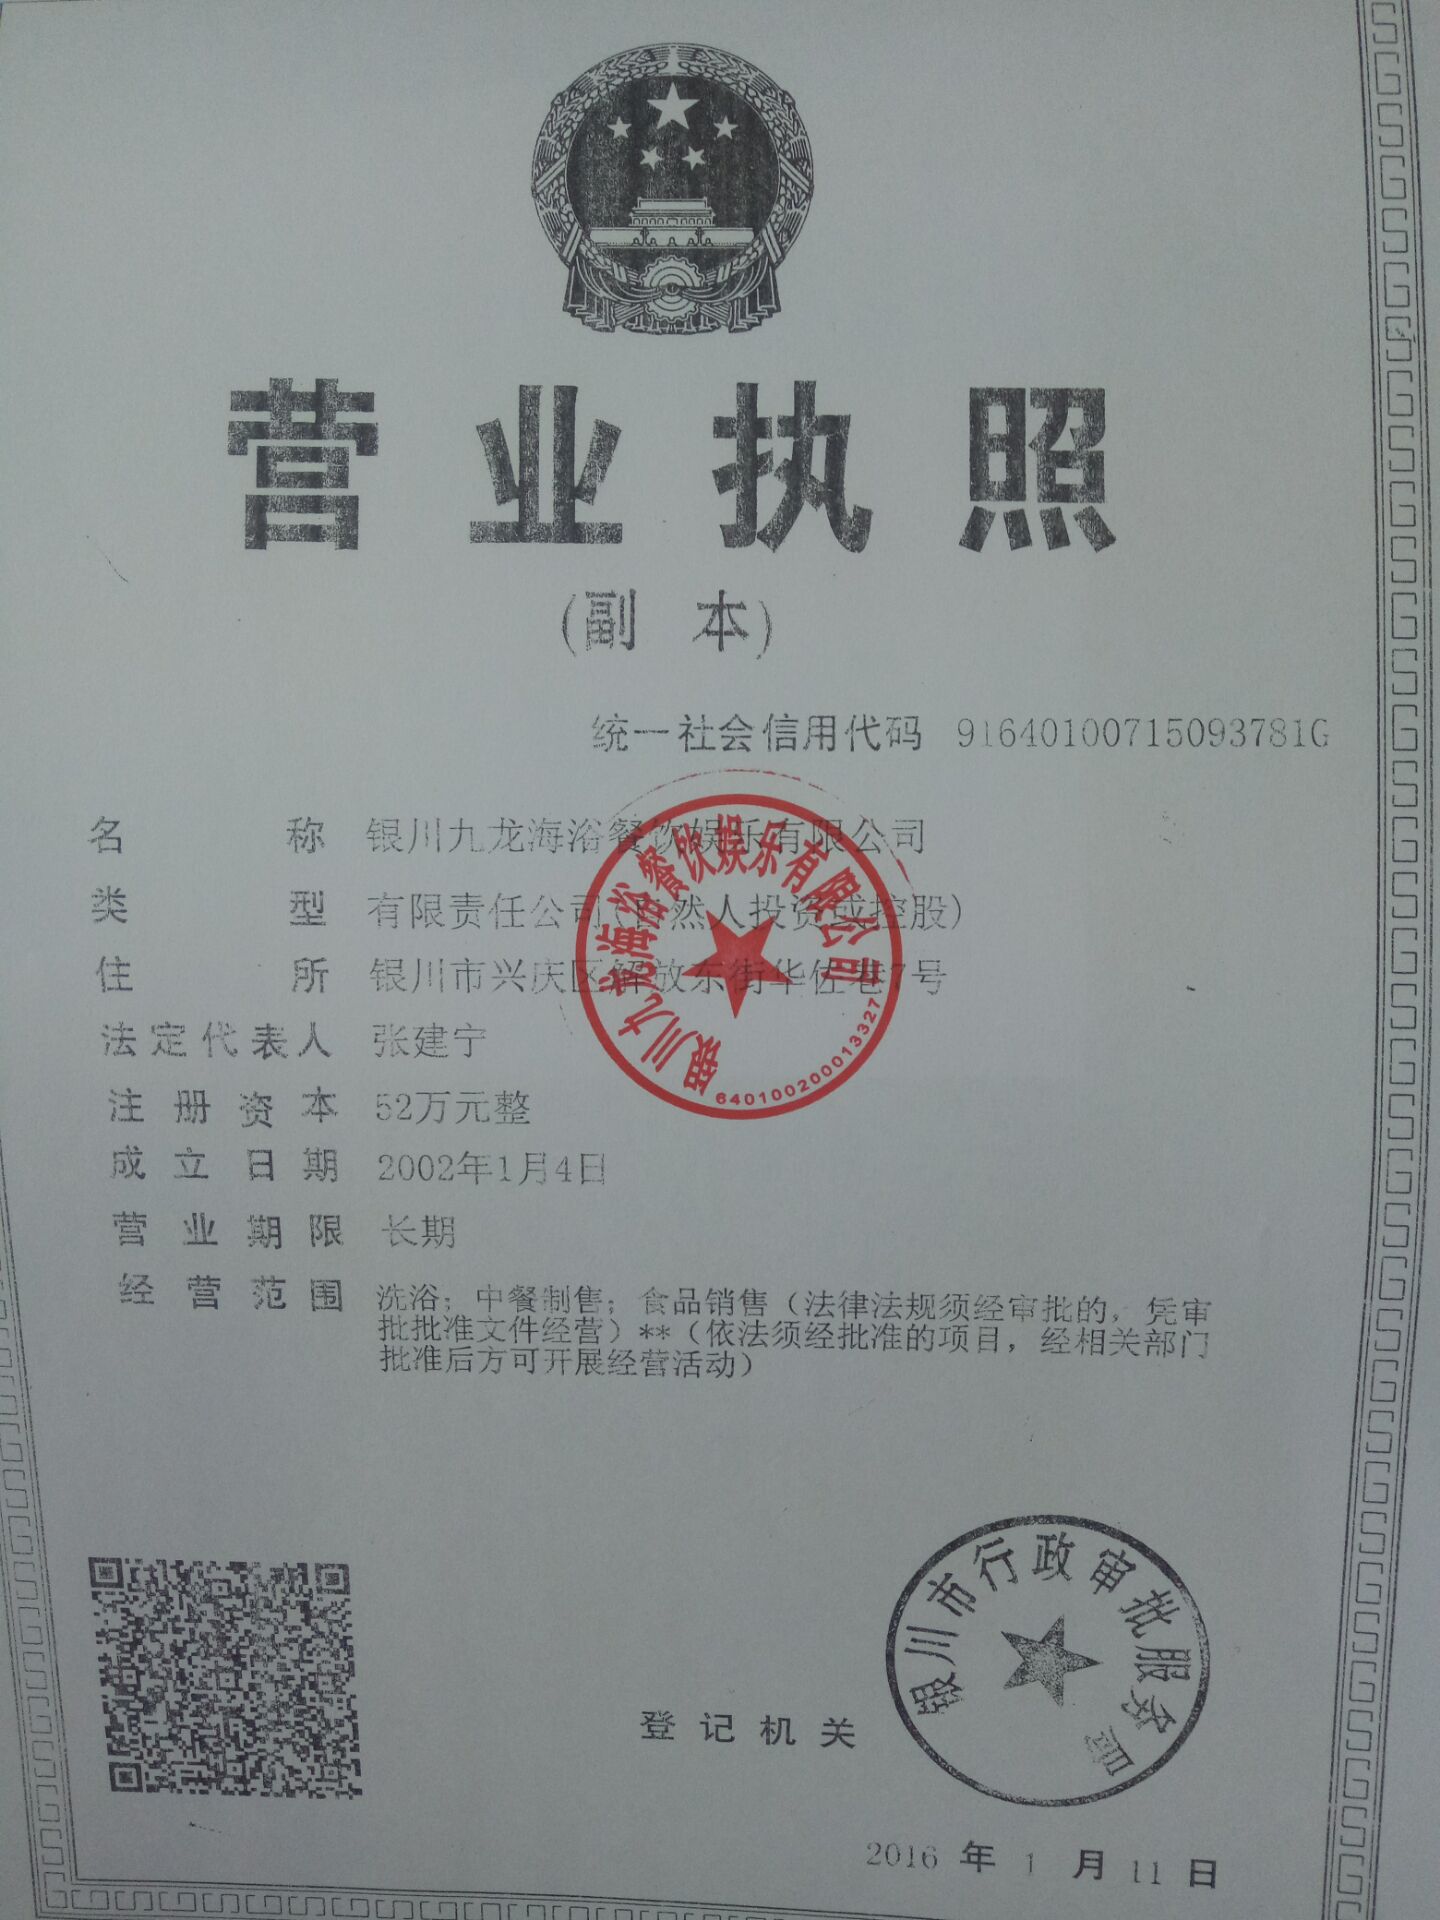 营业执照
(副 本)
统一社会信用代码 91640100715093781G
名 称 银川九龙海浴餐饮娱乐有限公司
类 型 有限责任公司(自然人投资或控股)
住 所 银川市兴庆区解放东街华佐巷7号
法定代表人 张建宁
注册资本 52万元整
成立日期 2002年1月4日
营业期限 长期
经营范围 洗浴；中餐制售；食品销售（法律法规须经审批的，凭审
批批准文件经营）**（依法须经批准的项目，经相关部门
批准后方可开展经营活动）
银川九龙海浴餐饮娱乐有限公司
640100200013327
登记机关
银川市行政审批服务局
2016 年 1 月 11 日